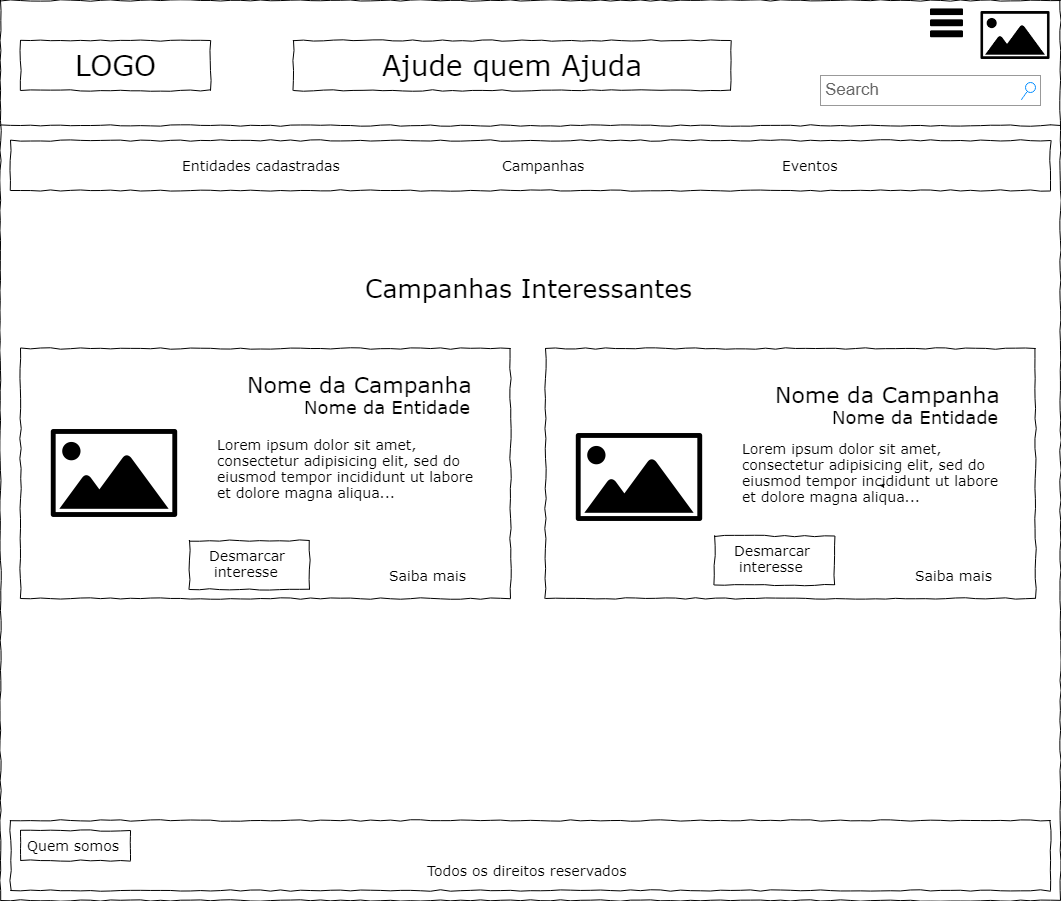 LOGO
Ajude quem Ajuda
Search
Entidades cadastradas
Campanhas
Eventos
Campanhas Interessantes
Nome da Campanha
Nome da Entidade
Lorem ipsum dolor sit amet,
consectetur adipisicing elit, sed do
eiusmod tempor incididunt ut labore
et dolore magna aliqua...
Desmarcar
interesse
Saiba mais
Nome da Campanha
Nome da Entidade
Lorem ipsum dolor sit amet,
consectetur adipisicing elit, sed do
eiusmod tempor incididunt ut labore
et dolore magna aliqua...
Desmarcar
interesse
Saiba mais
Quem somos
Todos os direitos reservados